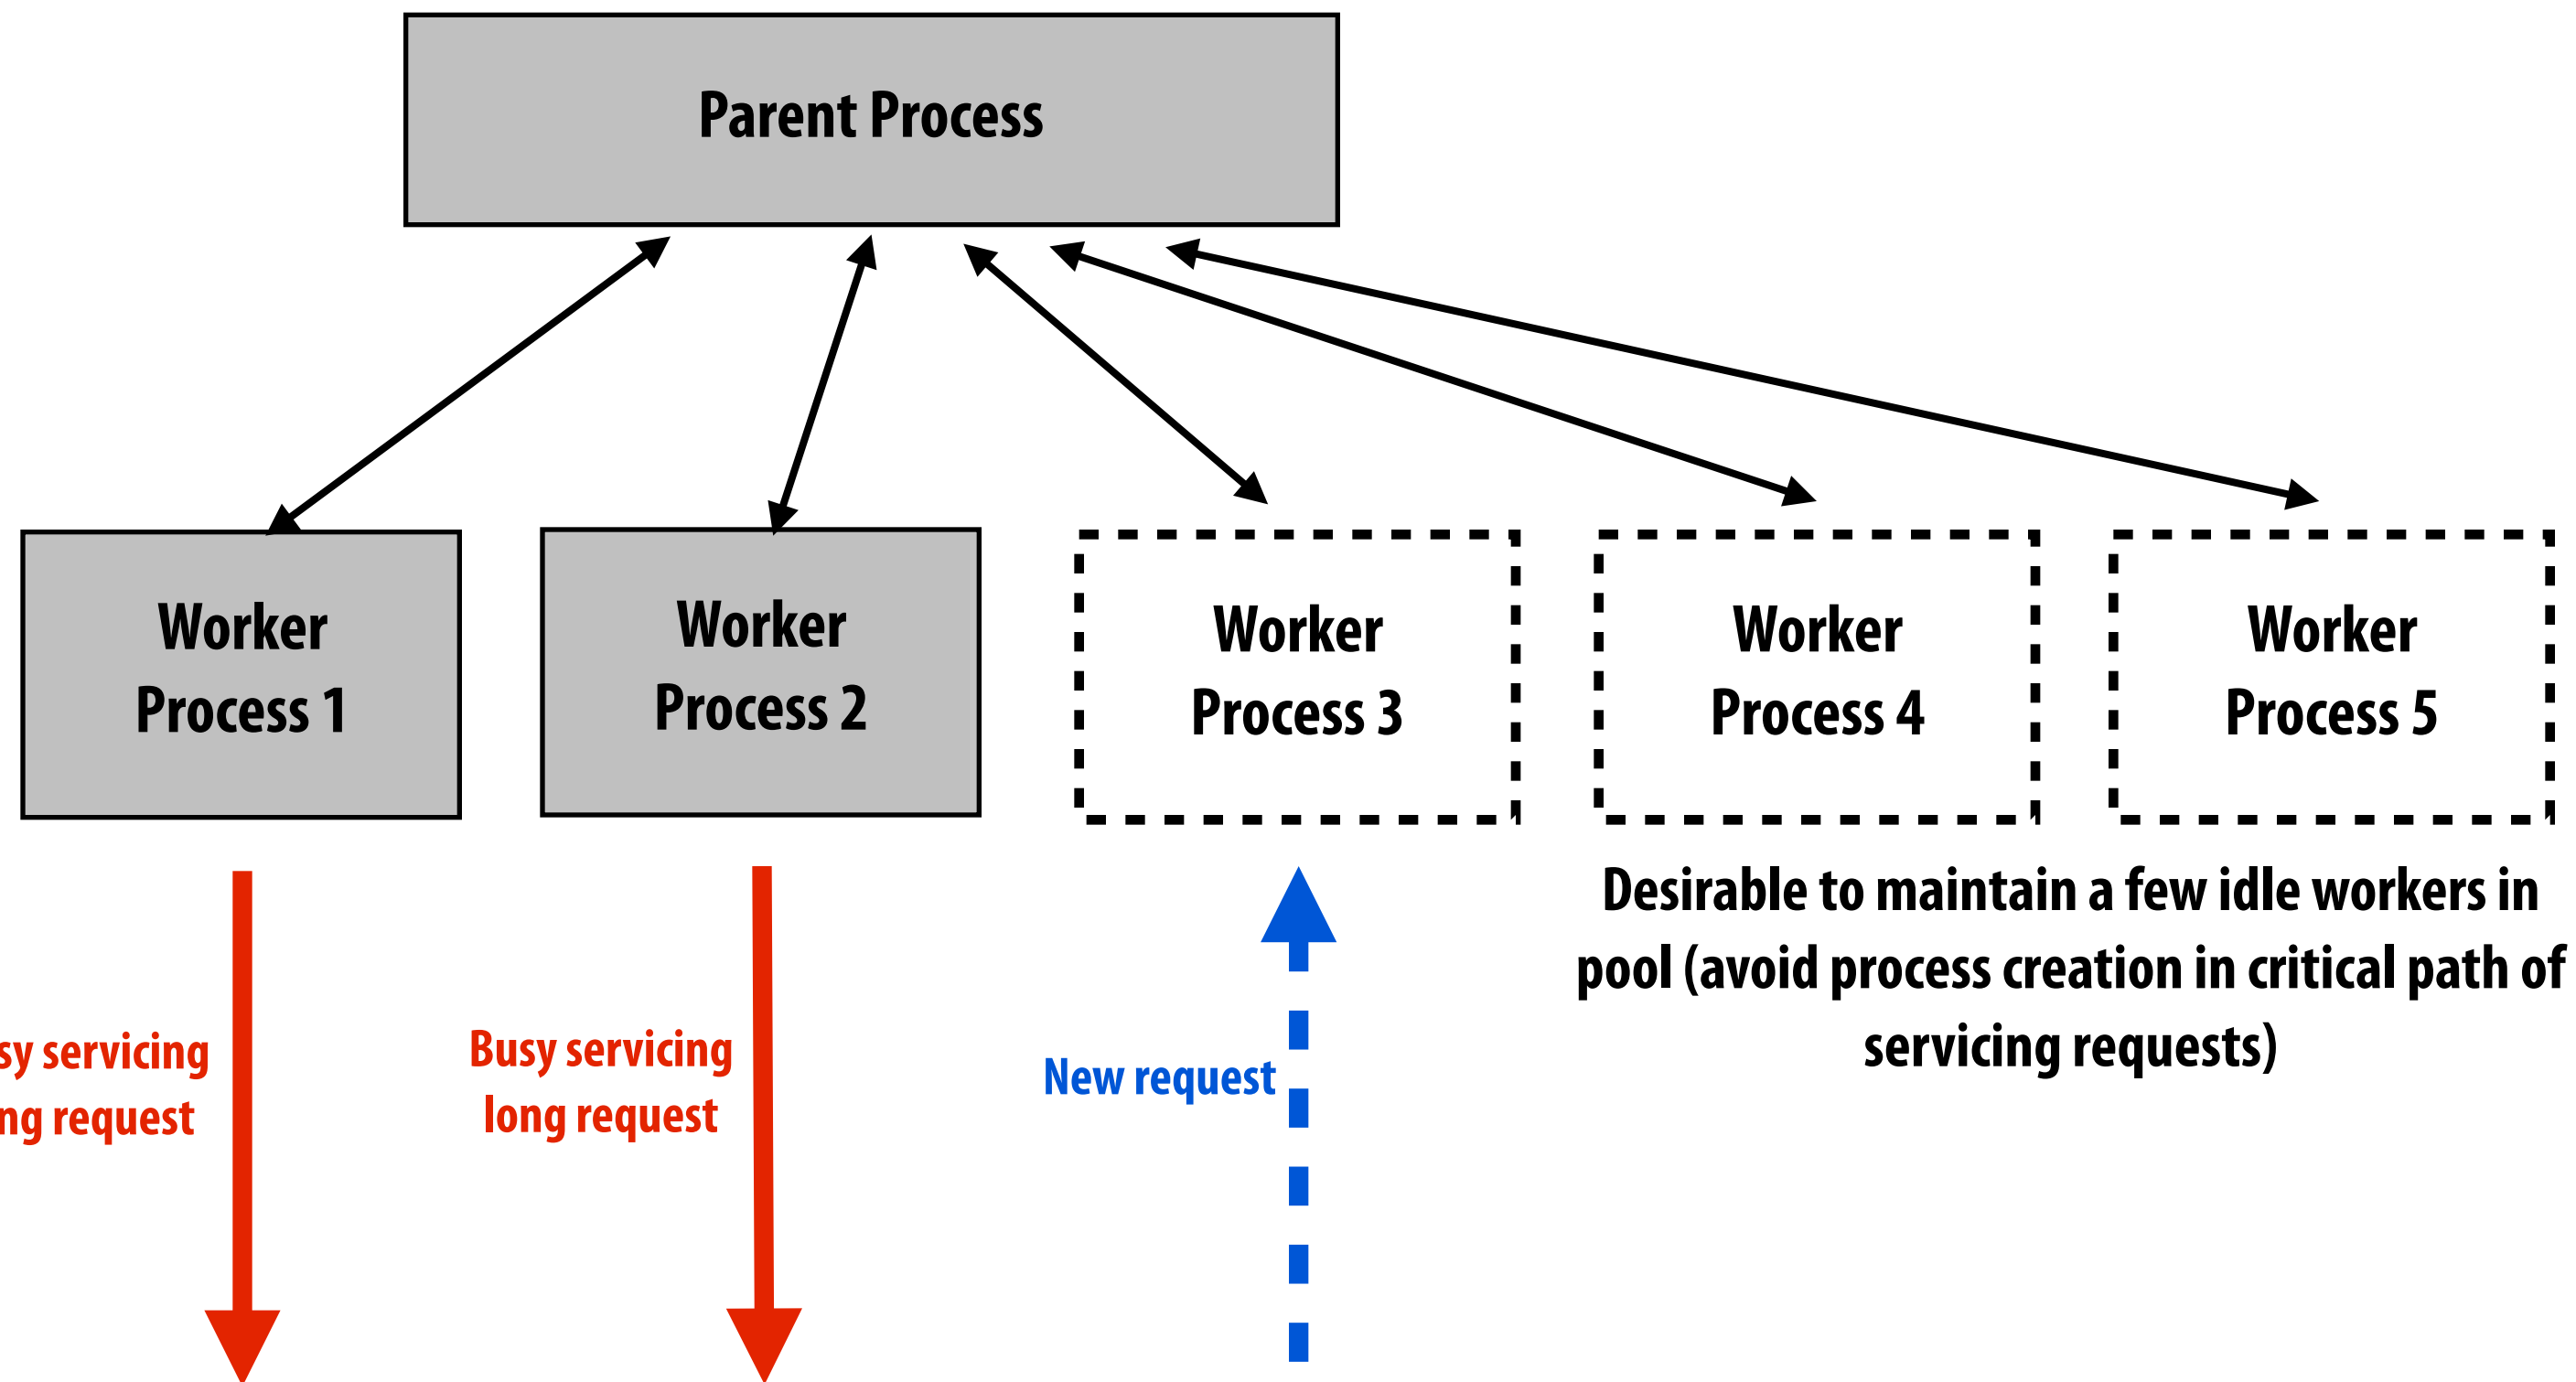 Parent Process
Worker
Process 1
Worker
Process 2
Worker
Process 3
Worker
Process 4
Worker
Process 5
servicing
request
Busy servicing
long request
New request
Desirable to maintain a few idle workers in
pool (avoid process creation in critical path of
servicing requests)